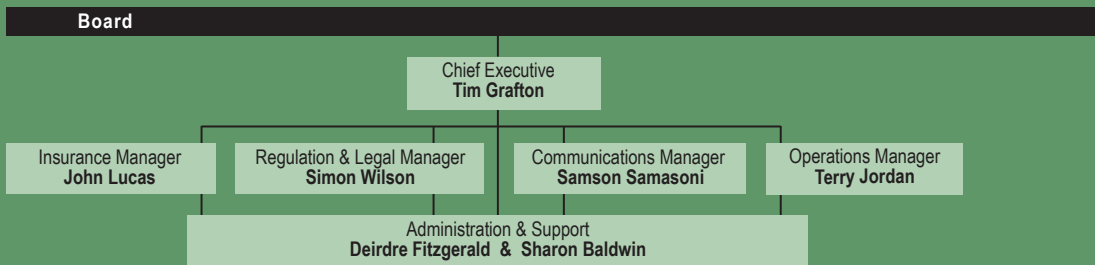 Board
Chief Executive
Tim Grafton
Insurance Manager
John Lucas
Regulation & Legal Manager
Simon Wilson
Communications Manager
Samson Samasoni
Operations Manager
Terry Jordan
Administration & Support
Deirdre Fitzgerald & Sharon Baldwin